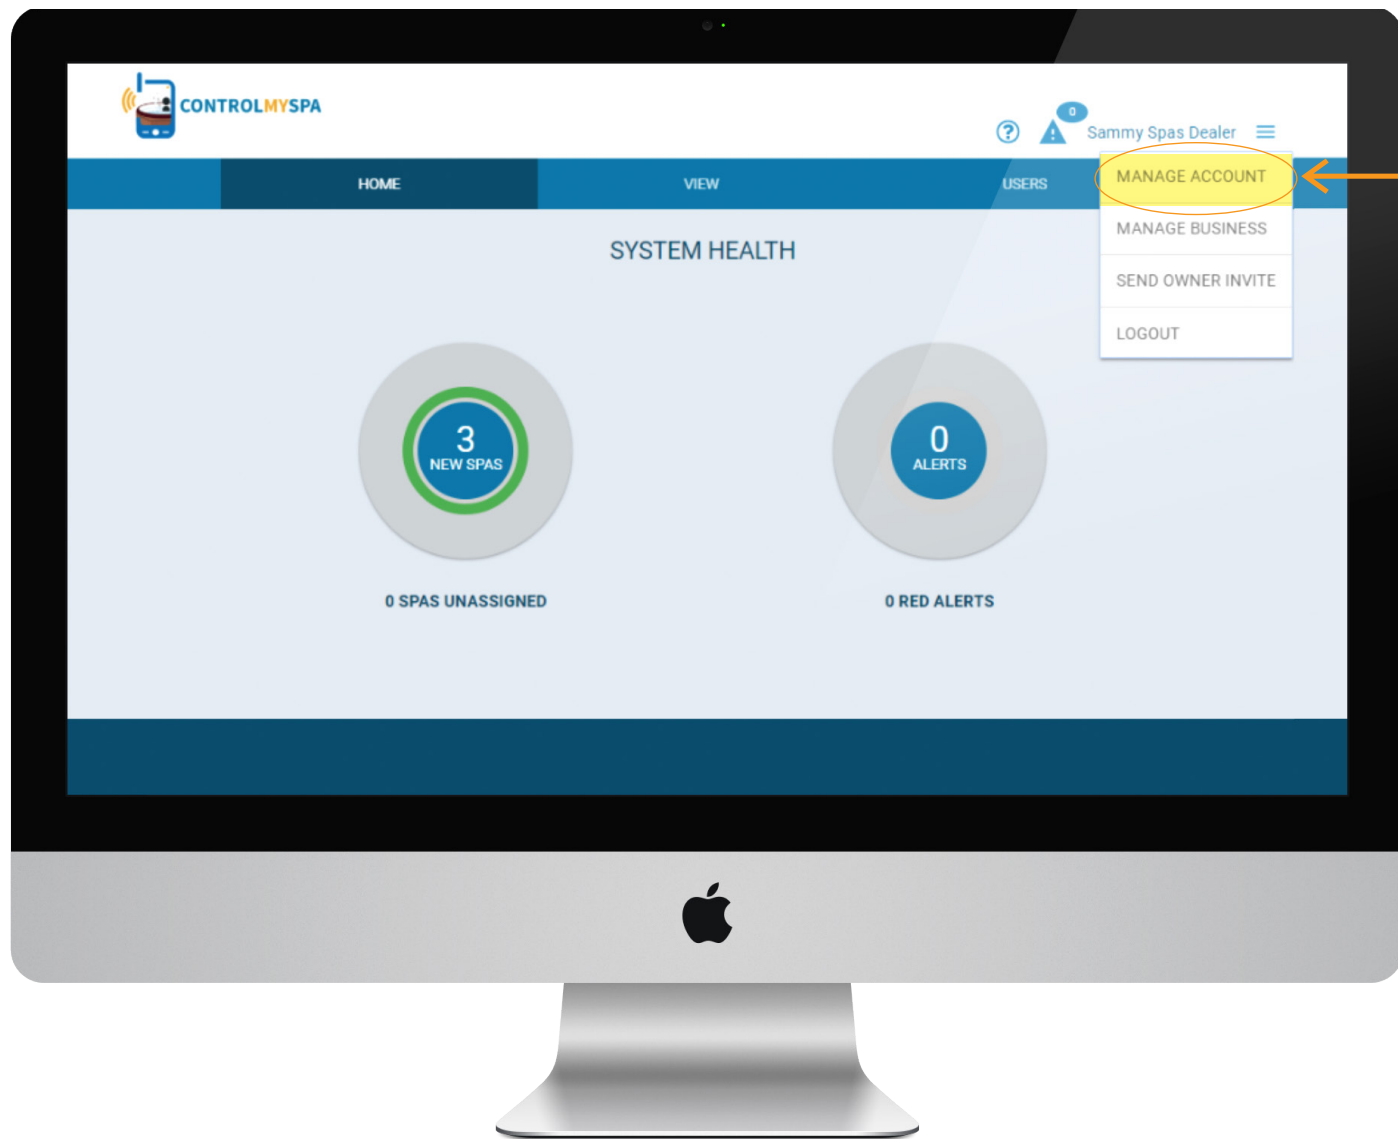 CONTROLMYSPA
0
Sammy Spas Dealer
HOME
VIEW
USERS
MANAGE ACCOUNT
MANAGE BUSINESS
SEND OWNER INVITE
LOGOUT
SYSTEM HEALTH
3
NEW SPAS
0
ALERTS
0 SPAS UNASSIGNED
0 RED ALERTS